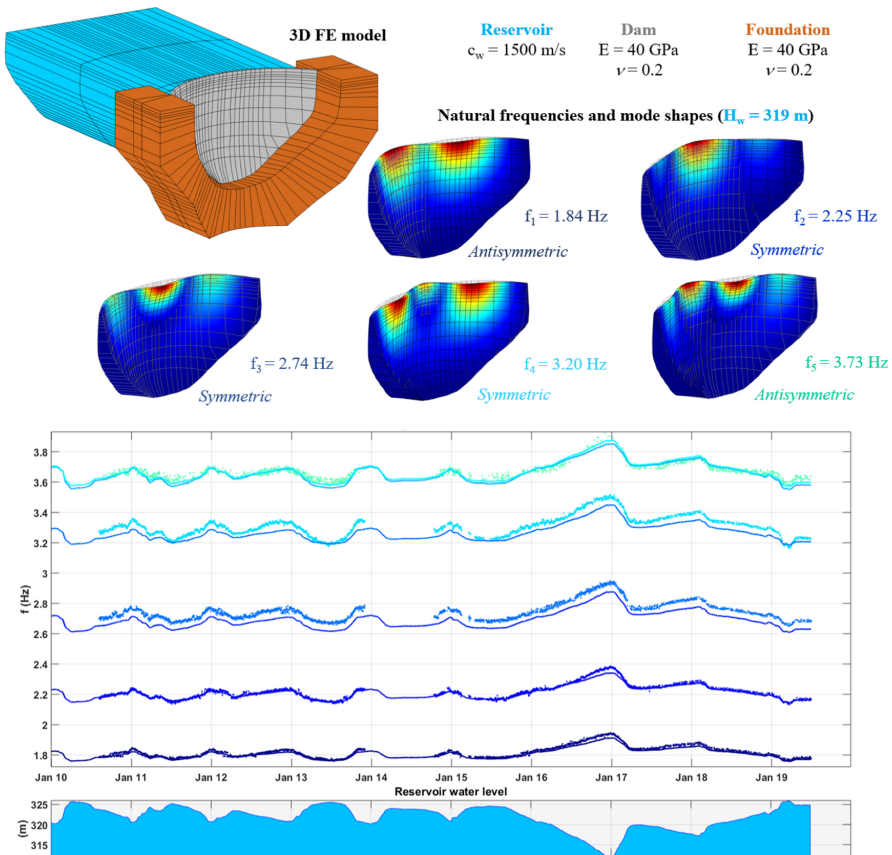 3D FE model
Reservoir
c_w = 1500 m/s
Dam
E = 40 GPa
ν = 0.2
Foundation
E = 40 GPa
ν = 0.2
Natural frequencies and mode shapes (H_w = 319 m)
f_1 = 1.84 Hz
Antisymmetric
f_2 = 2.25 Hz
Symmetric
f_3 = 2.74 Hz
Symmetric
f_4 = 3.20 Hz
Symmetric
f_5 = 3.73 Hz
Antisymmetric
f (Hz)
3.8
3.6
3.4
3.2
3
2.8
2.6
2.4
2.2
2
1.8
Jan 10 Jan 11 Jan 12 Jan 13 Jan 14 Jan 15 Jan 16 Jan 17 Jan 18 Jan 19
Reservoir water level
(m)
325
320
315